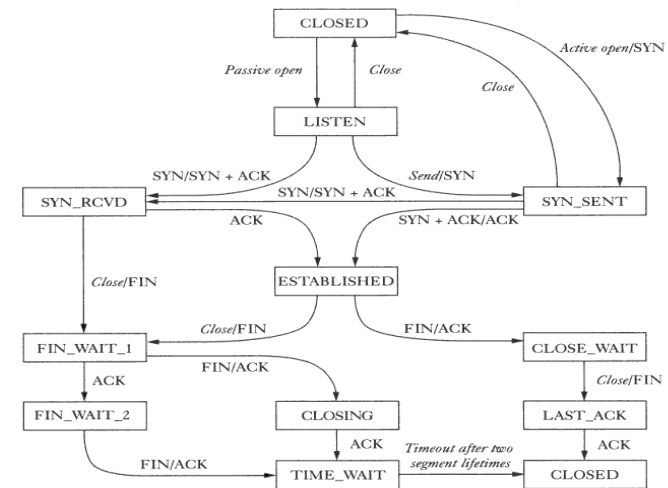 CLOSED
Active open/SYN
Passive open
Close
Close
LISTEN
SYN/SYN + ACK
Send/SYN
SYN/SYN + ACK
SYN_RCVD
SYN_SENT
ACK
SYN + ACK/ACK
ESTABLISHED
Close/FIN
Close/FIN
FIN/ACK
FIN_WAIT_1
CLOSE_WAIT
FIN/ACK
ACK
Close/FIN
FIN_WAIT_2
CLOSING
LAST_ACK
ACK
Timeout after two
segment lifetimes
ACK
FIN/ACK
TIME_WAIT
CLOSED